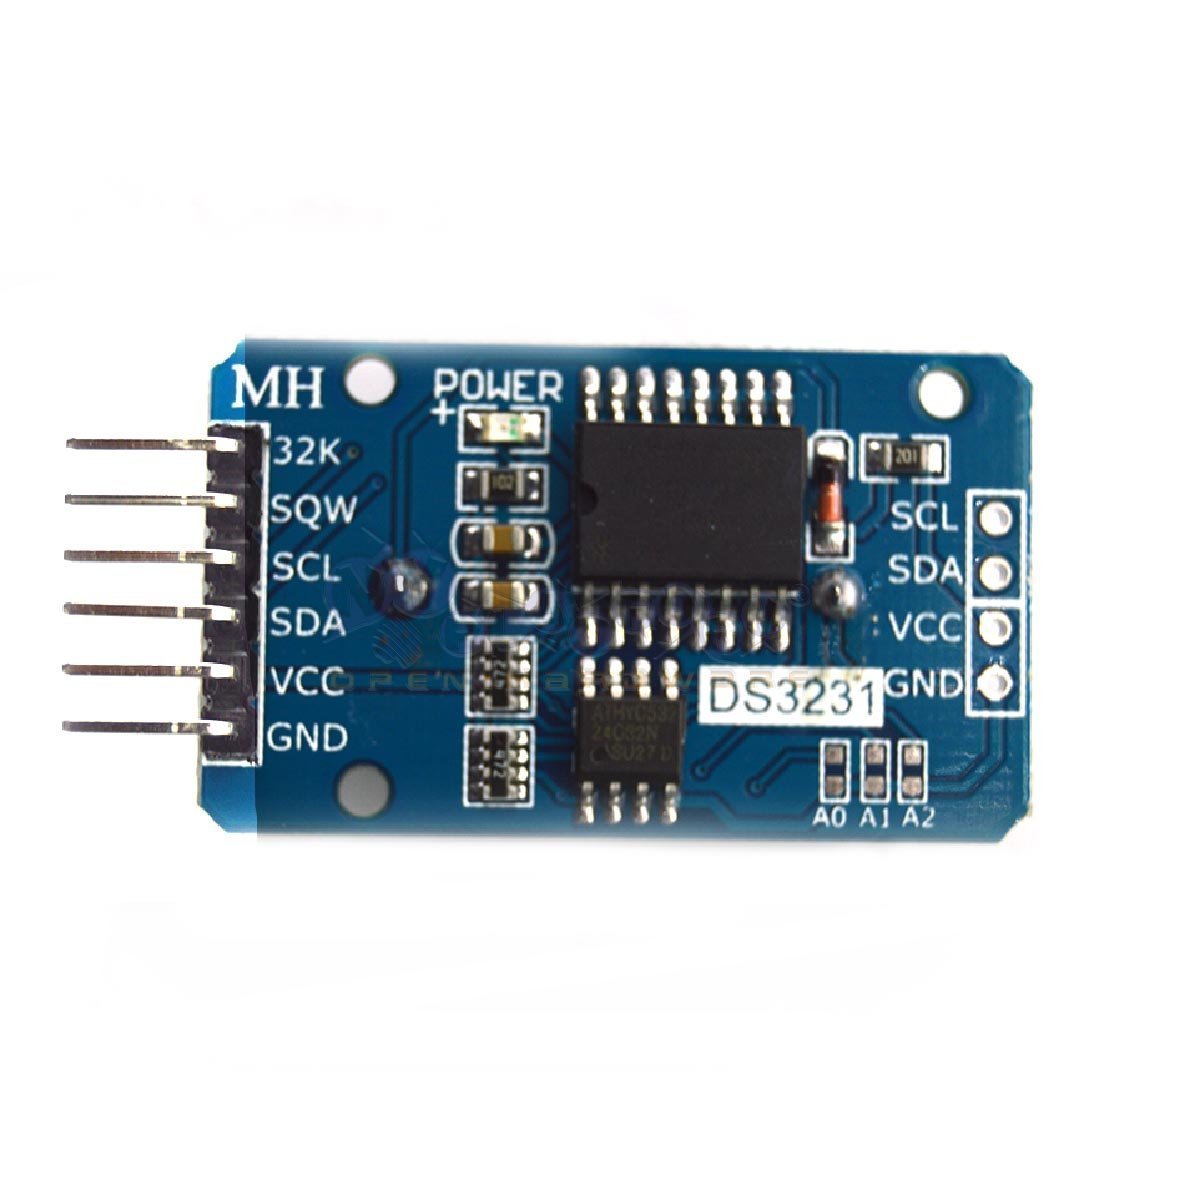 MH
POWER
+
32K
SQW
SCL
SDA
VCC
GND
102
201
472
472
24C32N
DS3231
SCL
SDA
VCC
GND
A0 A1 A2